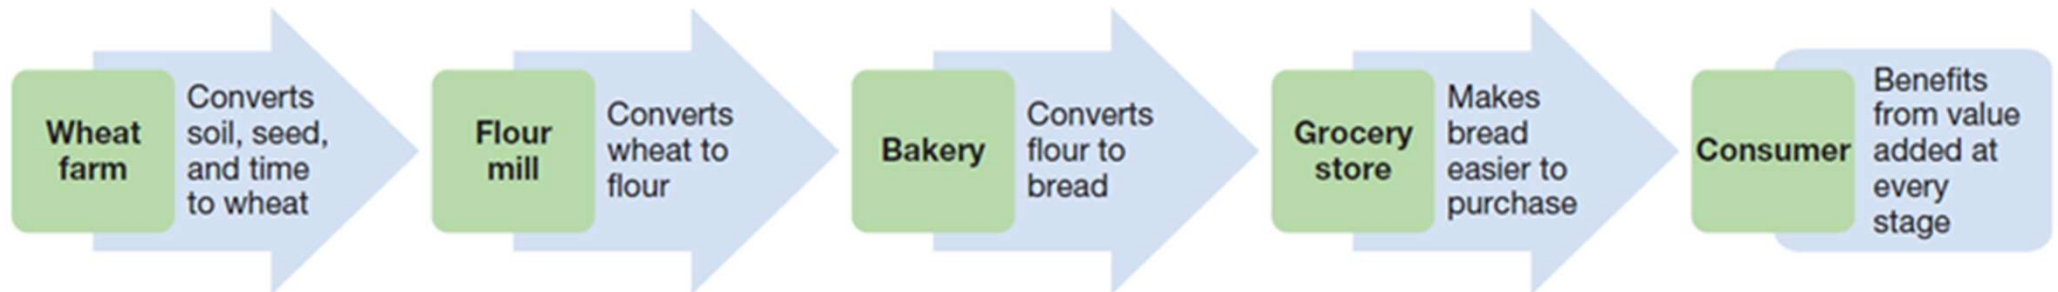 Wheat
farm
Converts
soil, seed,
and time
to wheat
Flour
mill
Converts
wheat to
flour
Bakery
Converts
flour to
bread
Grocery
store
Makes
bread
easier to
purchase
Consumer
Benefits
from value
added at
every
stage